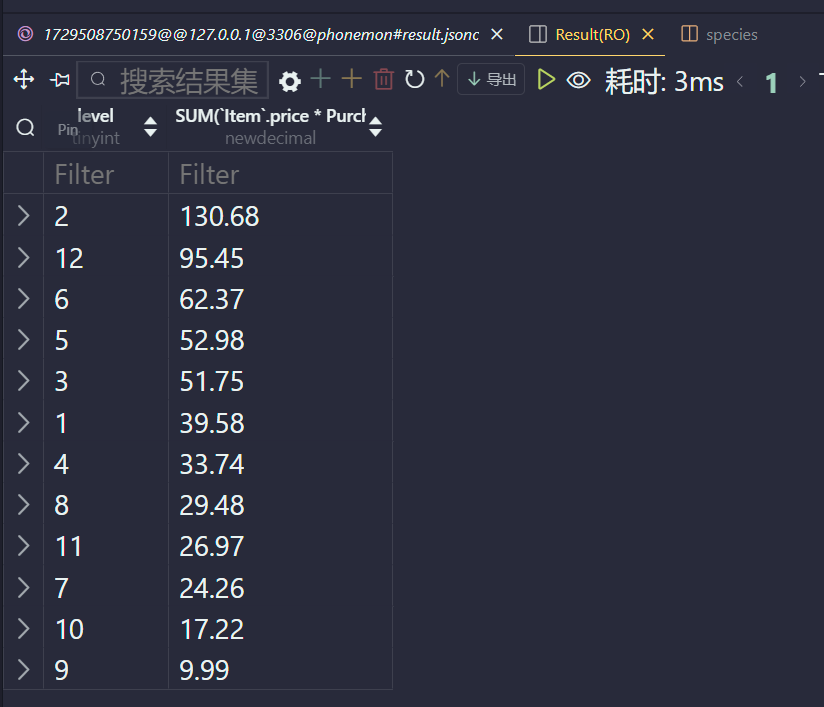 1729508750159@@127.0.0.1@3306@phonemon#result.jsonc
Result(RO)
species
搜索结果集
导出
耗时: 3ms
1
Pin
level
tinyint
SUM(`Item`.price * Purch
newdecimal
Filter Filter
2 130.68
12 95.45
6 62.37
5 52.98
3 51.75
1 39.58
4 33.74
8 29.48
11 26.97
7 24.26
10 17.22
9 9.99